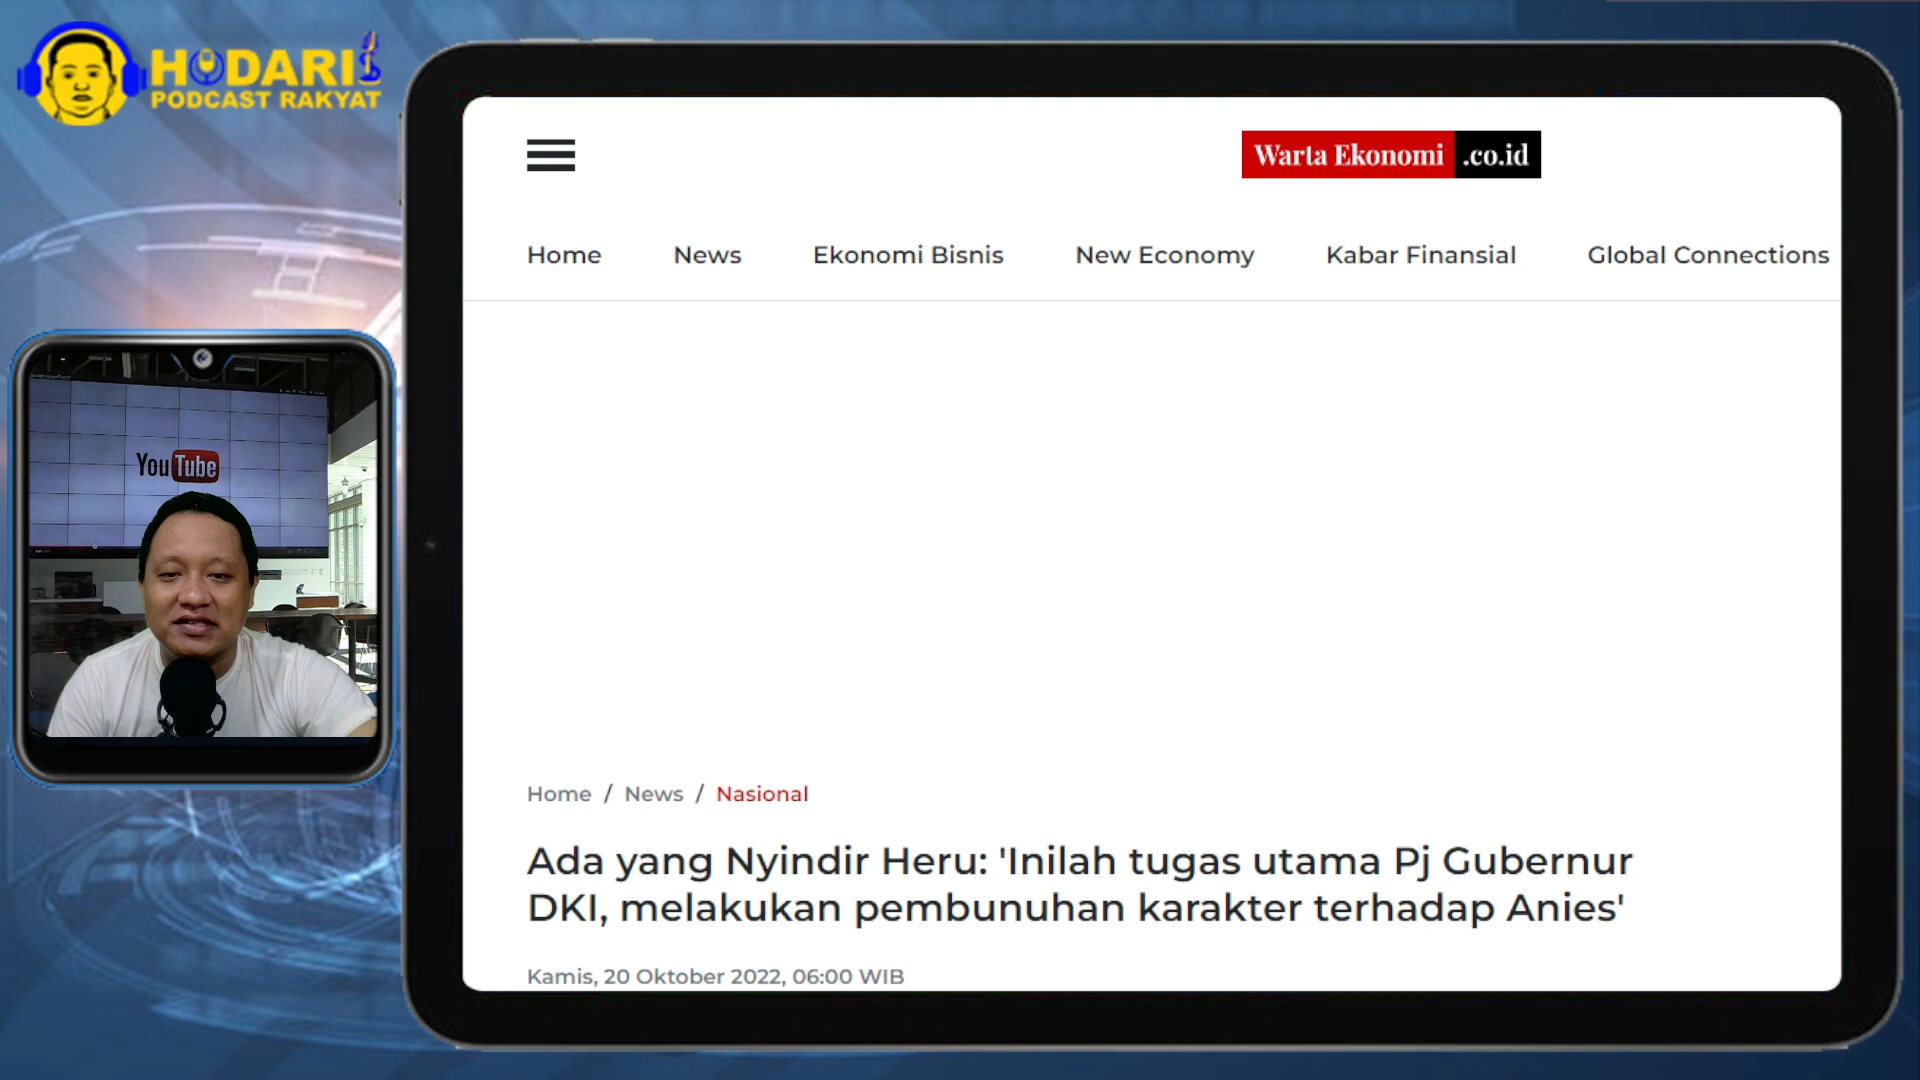 HODARI
PODCAST RAKYAT
YouTube
Warta Ekonomi .co.id
Home News Ekonomi Bisnis New Economy Kabar Finansial Global Connections
Home / News / Nasional
Ada yang Nyindir Heru: 'Inilah tugas utama Pj Gubernur
DKI, melakukan pembunuhan karakter terhadap Anies'
Kamis, 20 Oktober 2022, 06:00 WIB